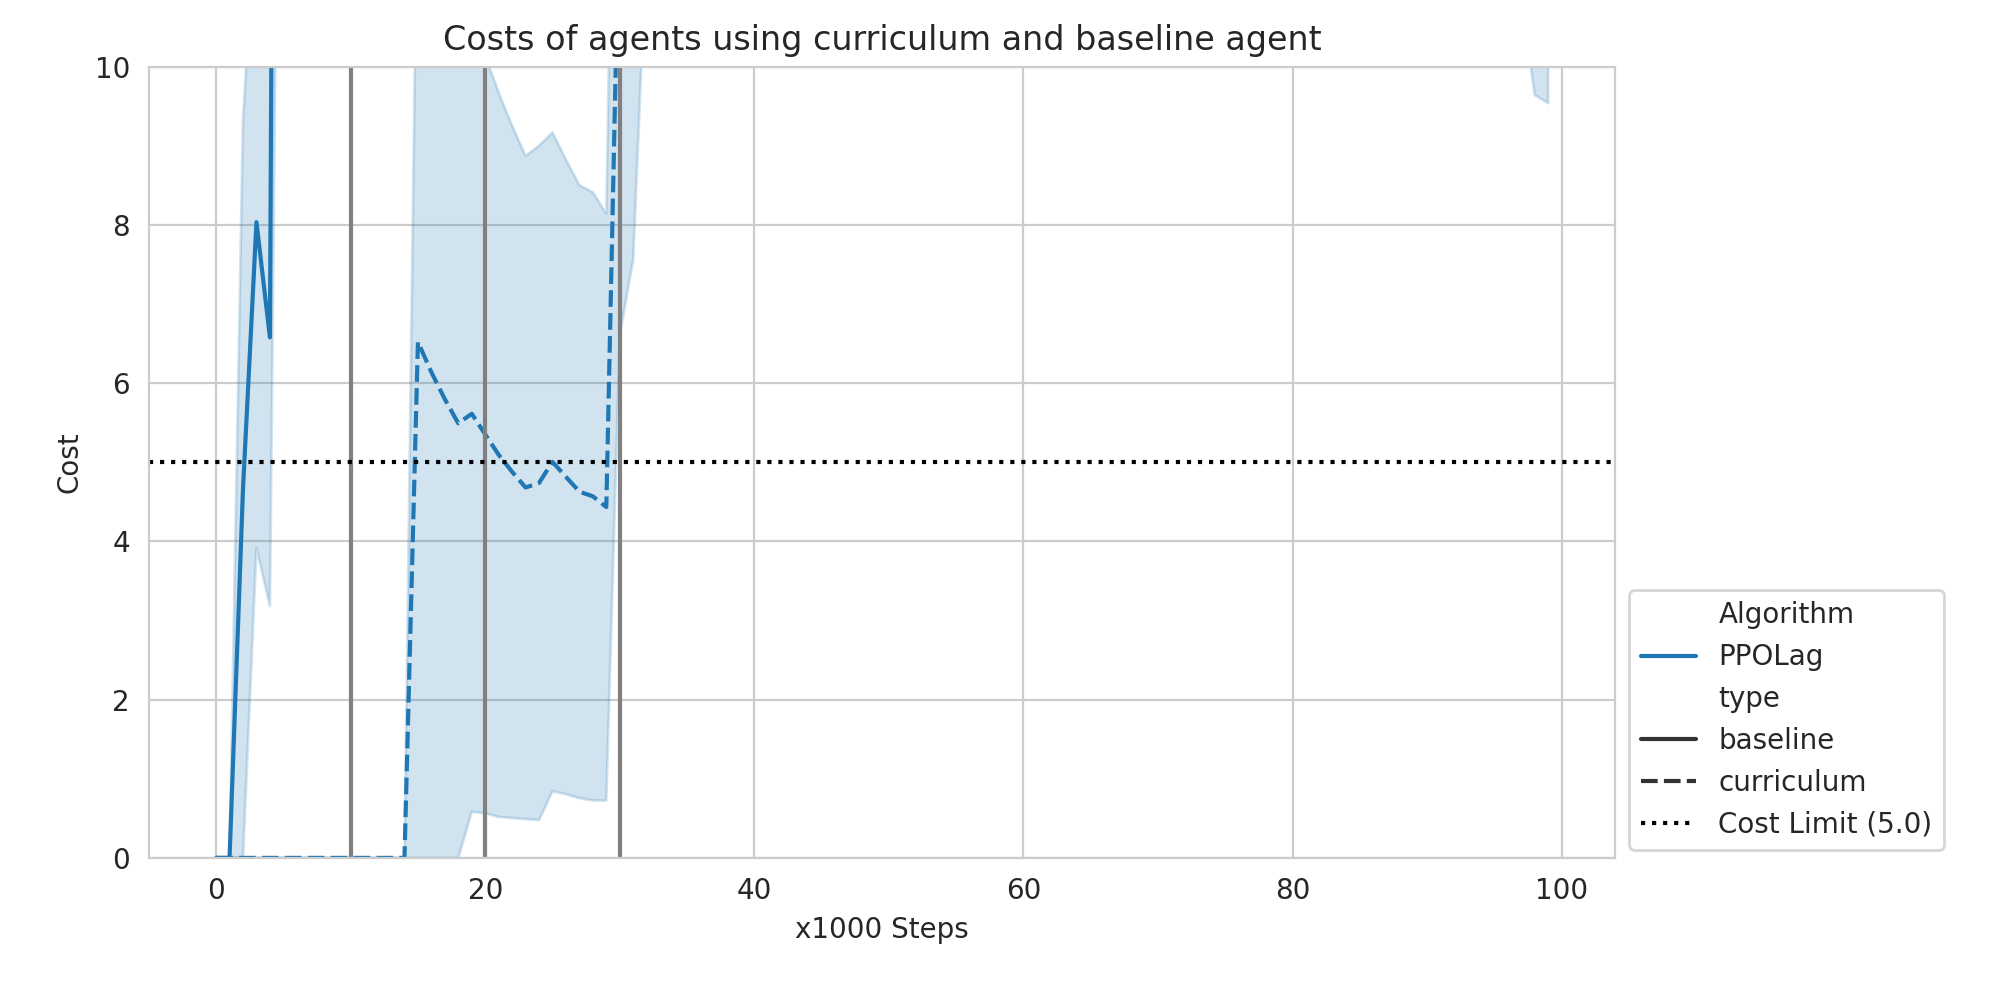 Costs of agents using curriculum and baseline agent
10
8
6
4
2
0
Cost
0 20 40 60 80 100
x1000 Steps
Algorithm
PPOLag
type
baseline
curriculum
Cost Limit (5.0)